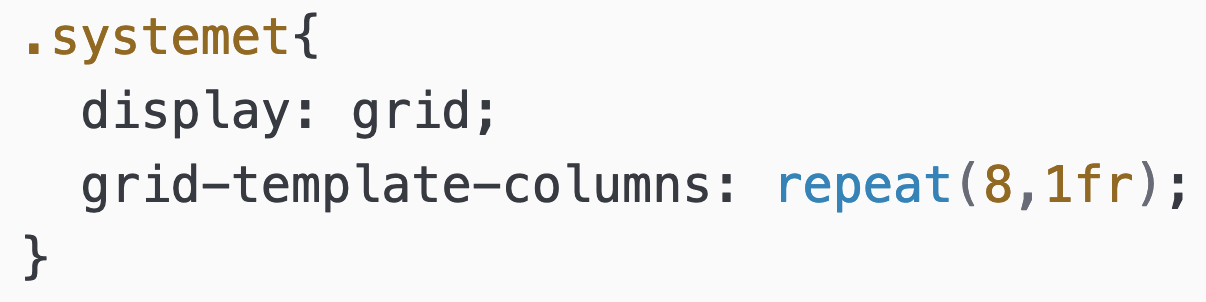 .systemet{
  display: grid;
  grid-template-columns: repeat(8,1fr);
}